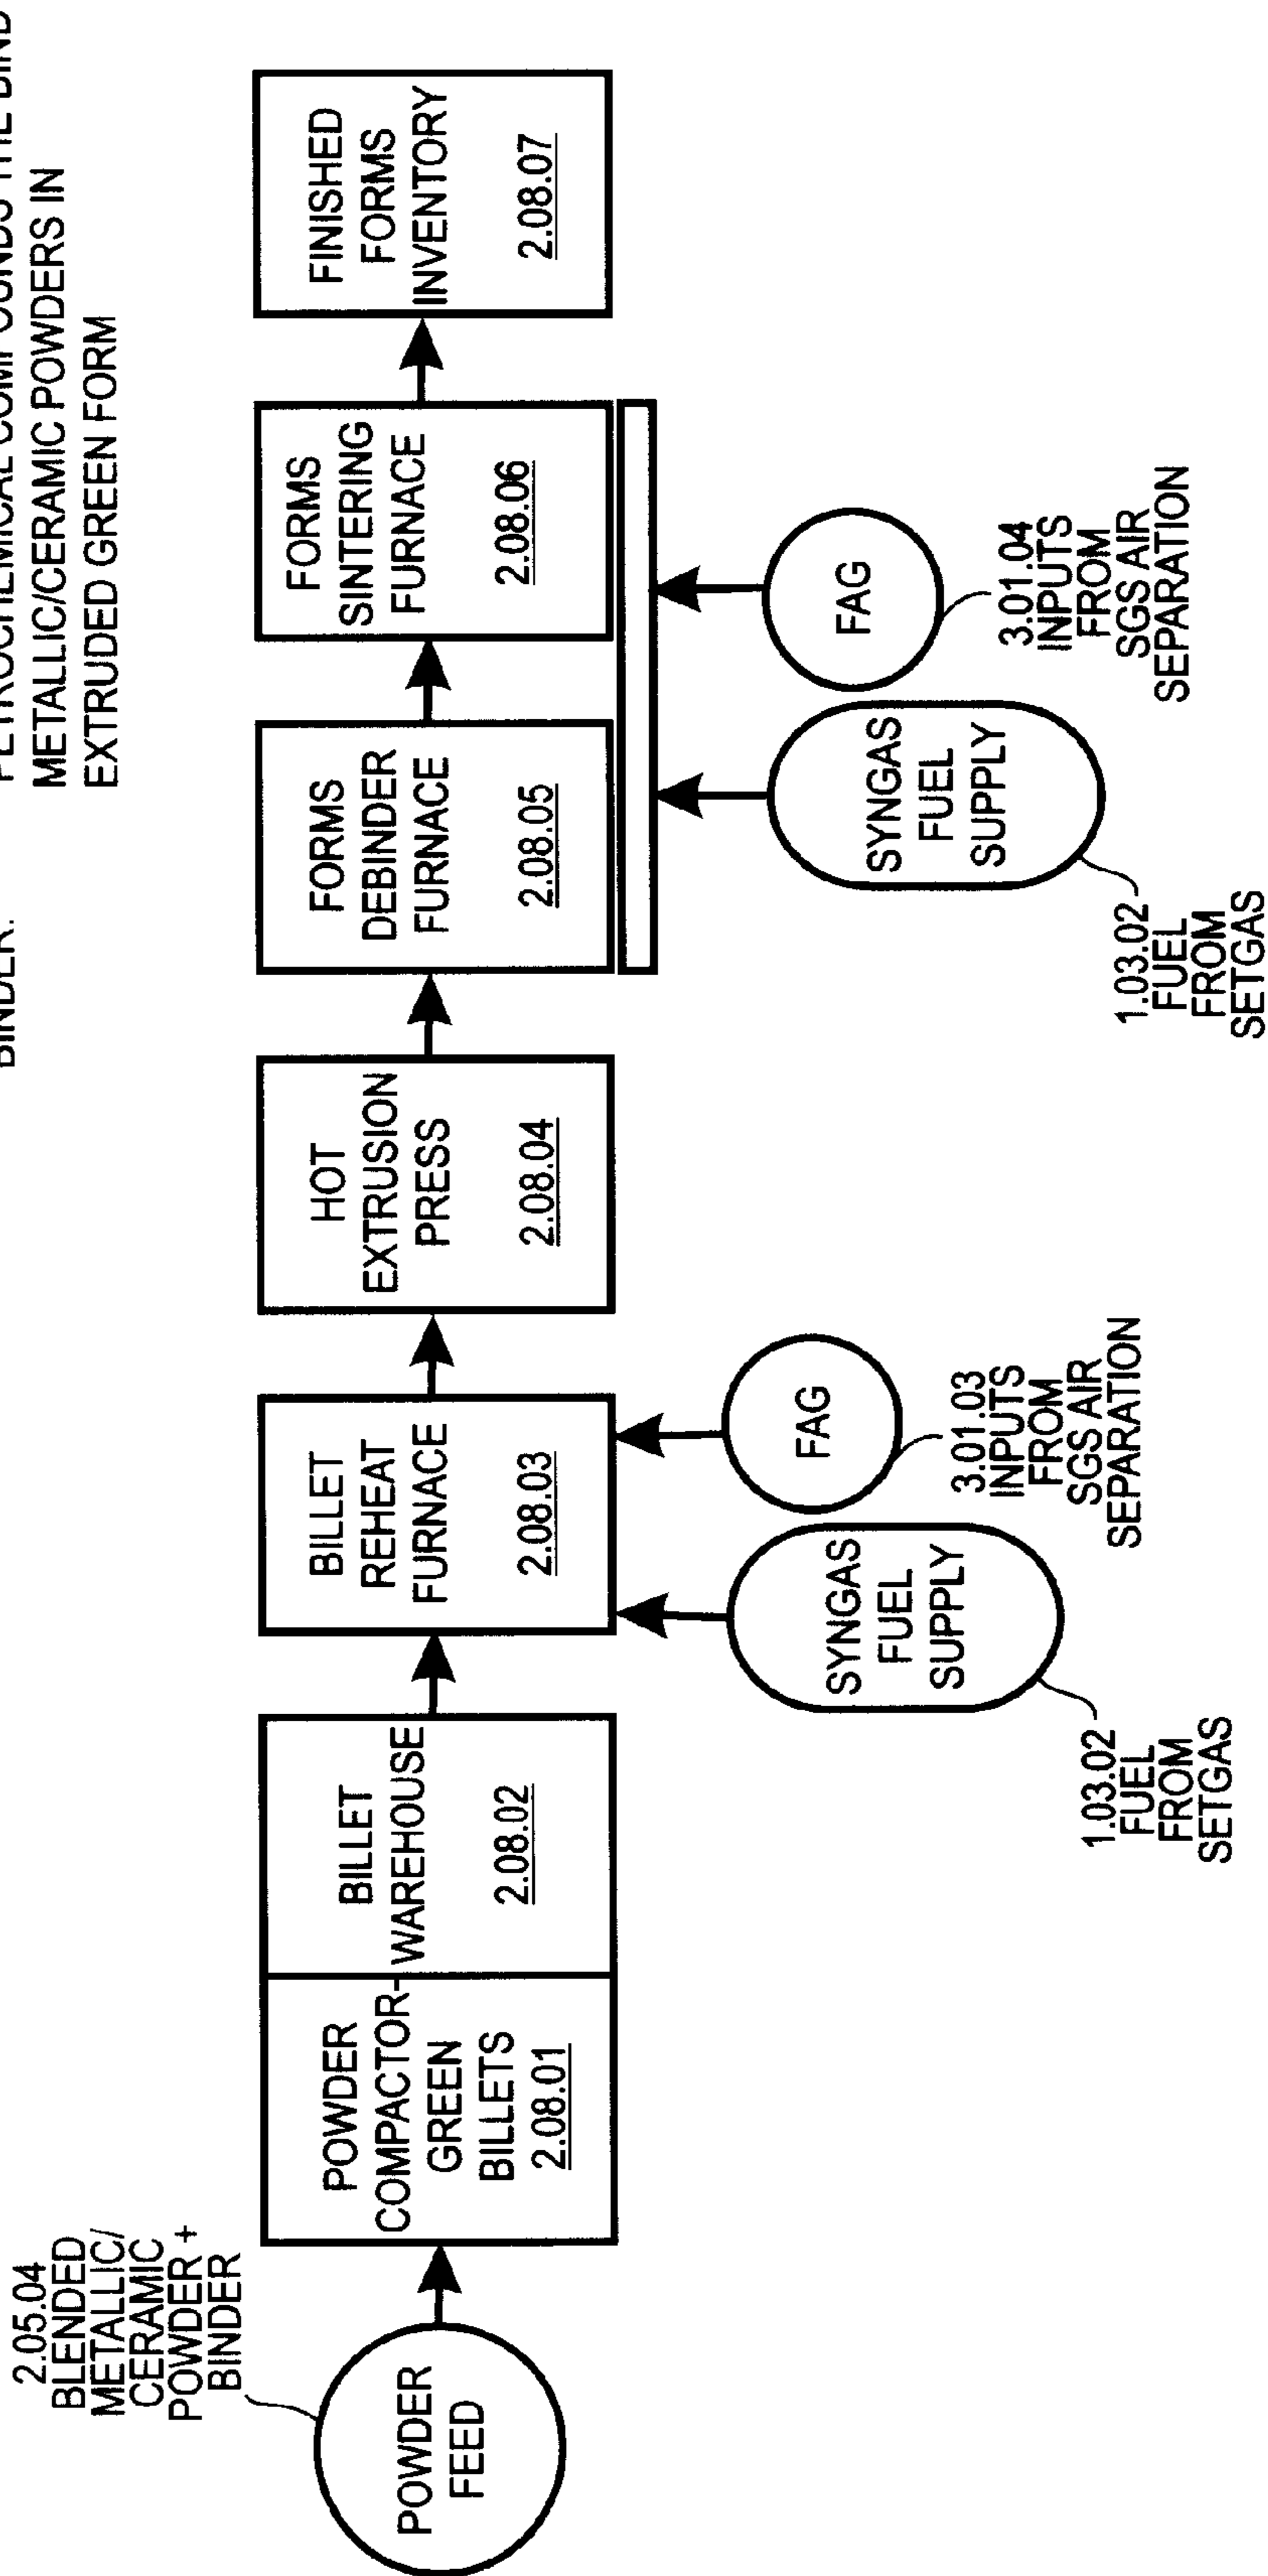 BINDER:
PETROCHEMICAL COMPOUNDS THE BIND
METALLIC/CERAMIC POWDERS IN
EXTRUDED GREEN FORM
2.05.04
BLENDED
METALLIC/
CERAMIC
POWDER +
BINDER
POWDER
FEED
POWDER
COMPACTOR-
GREEN
BILLETS
2.08.01
BILLET
WAREHOUSE
2.08.02
BILLET
REHEAT
FURNACE
2.08.03
HOT
EXTRUSION
PRESS
2.08.04
FORMS
DEBINDER
FURNACE
2.08.05
FORMS
SINTERING
FURNACE
2.08.06
FINISHED
FORMS
INVENTORY
2.08.07
SYNGAS
FUEL
SUPPLY
1.03.02
FUEL
FROM
SETGAS
FAG
3.01.03
INPUTS
FROM
SGS AIR
SEPARATION
SYNGAS
FUEL
SUPPLY
1.03.02
FUEL
FROM
SETGAS
FAG
3.01.04
INPUTS
FROM
SGS AIR
SEPARATION